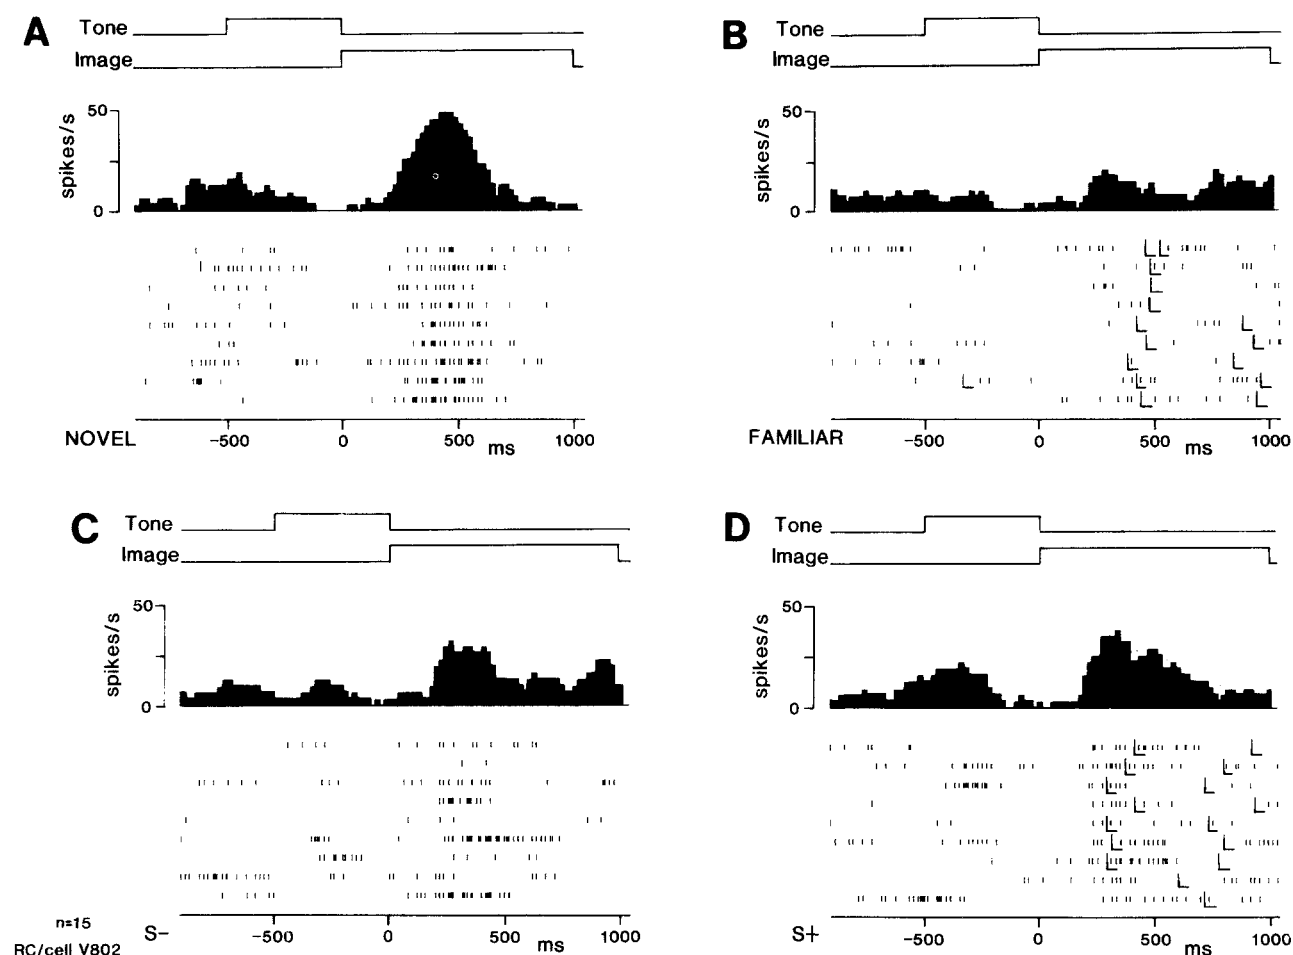 A
Tone
Image
50
spikes/s
0
NOVEL
-500
0
500
1000
ms
B
Tone
Image
50
spikes/s
0
FAMILIAR
-500
0
500
1000
ms
C
Tone
Image
50
spikes/s
0
n=15
RC/cell V802
S-
-500
0
500
1000
ms
D
Tone
Image
50
spikes/s
0
S+
-500
0
500
1000
ms